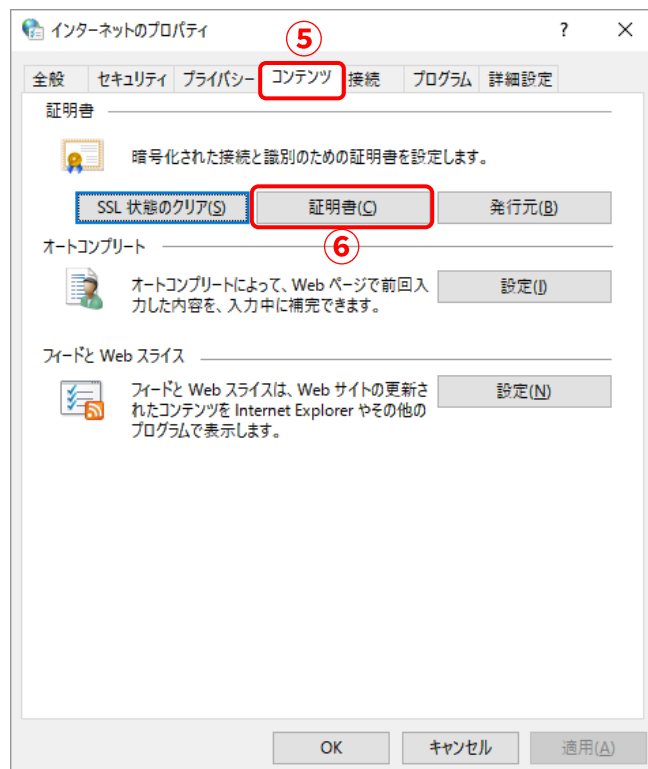 インターネットのプロパティ
?
⑤
全般 セキュリティ プライバシー コンテンツ 接続 プログラム 詳細設定
証明書
暗号化された接続と識別のための証明書を設定します。
SSL 状態のクリア(S) 証明書(C) 発行元(B)
⑥
オートコンプリート
オートコンプリートによって、Web ページで前回入
力した内容を、入力中に補完できます。
設定(I)
フィードと Web スライス
フィードと Web スライスは、Web サイトの更新さ
れたコンテンツを Internet Explorer やその他の
プログラムで表示します。
設定(N)
OK キャンセル 適用(A)